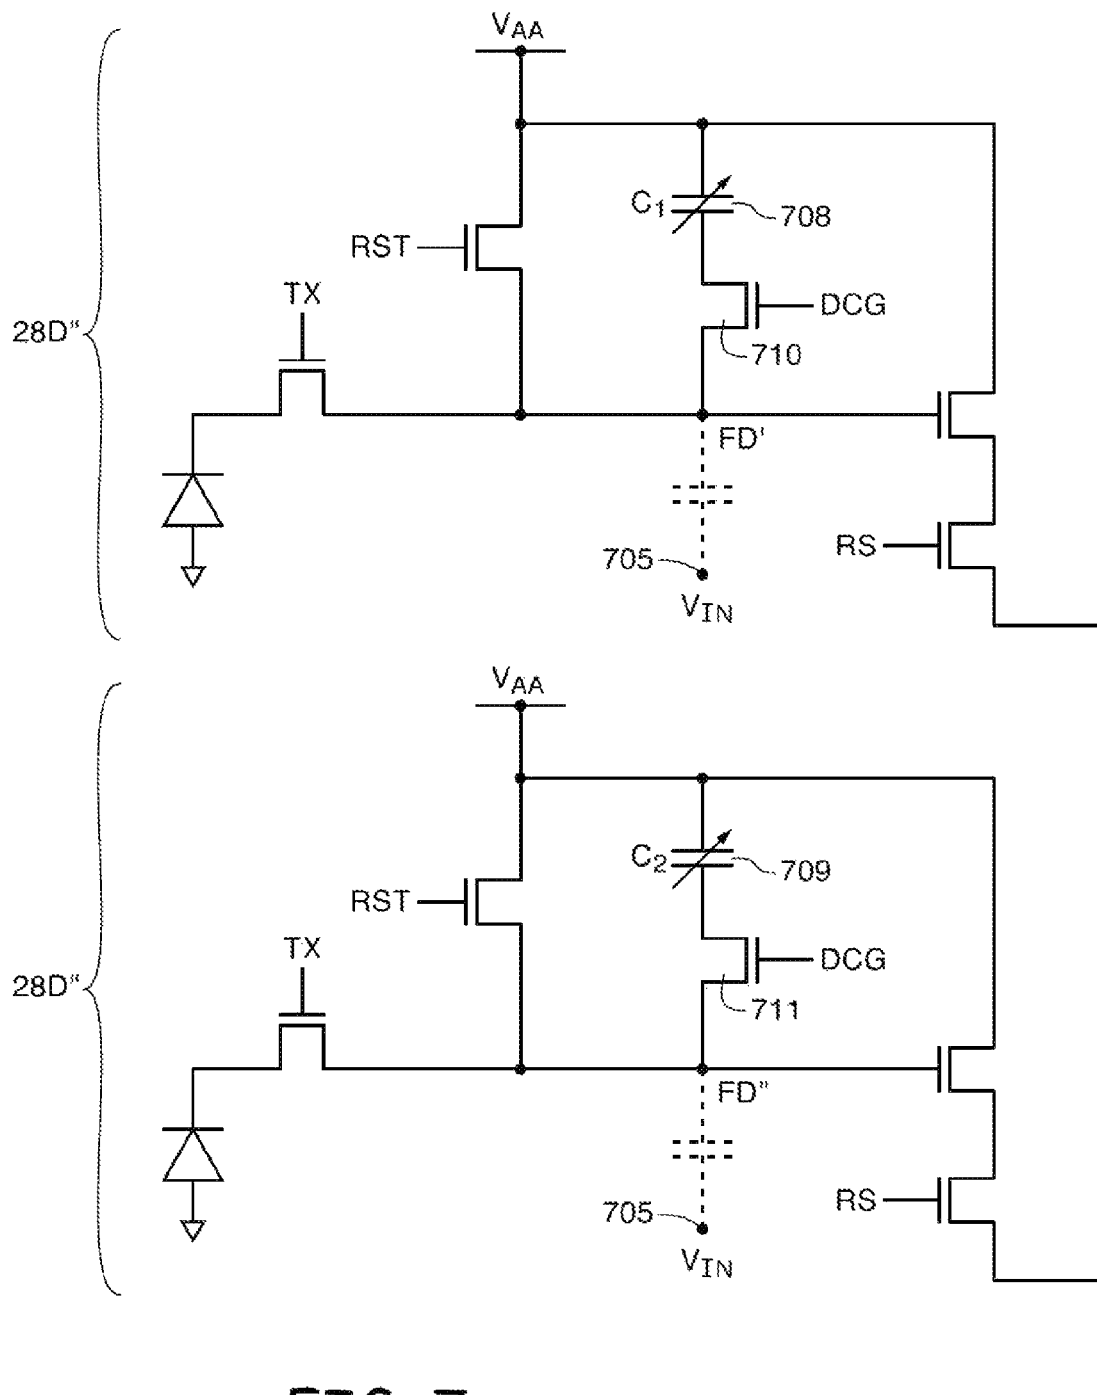 VAA
C1
708
RST
TX
DCG
28D"
710
FD'
RS
705
VIN
VAA
C2
709
RST
TX
DCG
28D"
711
FD"
RS
705
VIN